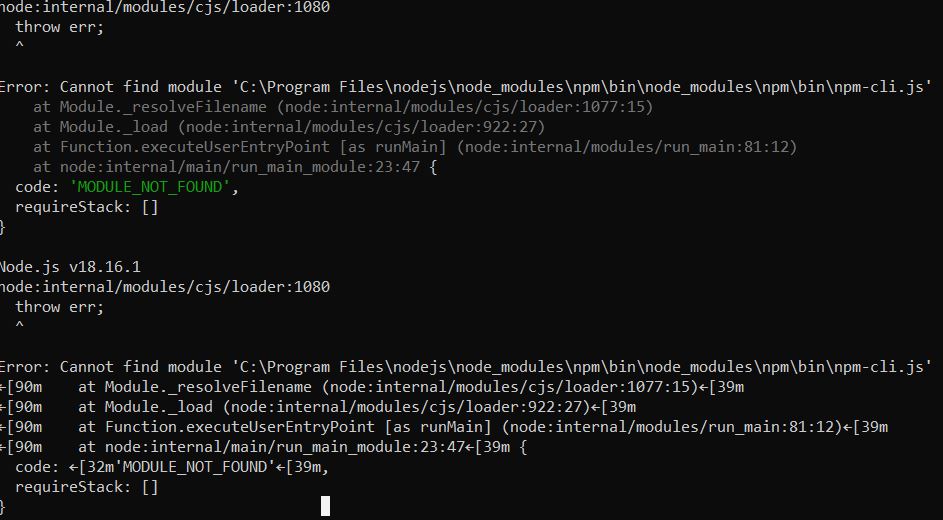 node:internal/modules/cjs/loader:1080
  throw err;
  ^

Error: Cannot find module 'C:\Program Files\nodejs\node_modules\npm\bin\node_modules\npm\bin\npm-cli.js'
    at Module._resolveFilename (node:internal/modules/cjs/loader:1077:15)
    at Module._load (node:internal/modules/cjs/loader:922:27)
    at Function.executeUserEntryPoint [as runMain] (node:internal/modules/run_main:81:12)
    at node:internal/main/run_main_module:23:47 {
  code: 'MODULE_NOT_FOUND',
  requireStack: []
}

Node.js v18.16.1
node:internal/modules/cjs/loader:1080
  throw err;
  ^

Error: Cannot find module 'C:\Program Files\nodejs\node_modules\npm\bin\node_modules\npm\bin\npm-cli.js'
←[90m    at Module._resolveFilename (node:internal/modules/cjs/loader:1077:15)←[39m
←[90m    at Module._load (node:internal/modules/cjs/loader:922:27)←[39m
←[90m    at Function.executeUserEntryPoint [as runMain] (node:internal/modules/run_main:81:12)←[39m
←[90m    at node:internal/main/run_main_module:23:47←[39m {
  code: ←[32m'MODULE_NOT_FOUND'←[39m,
  requireStack: []
}